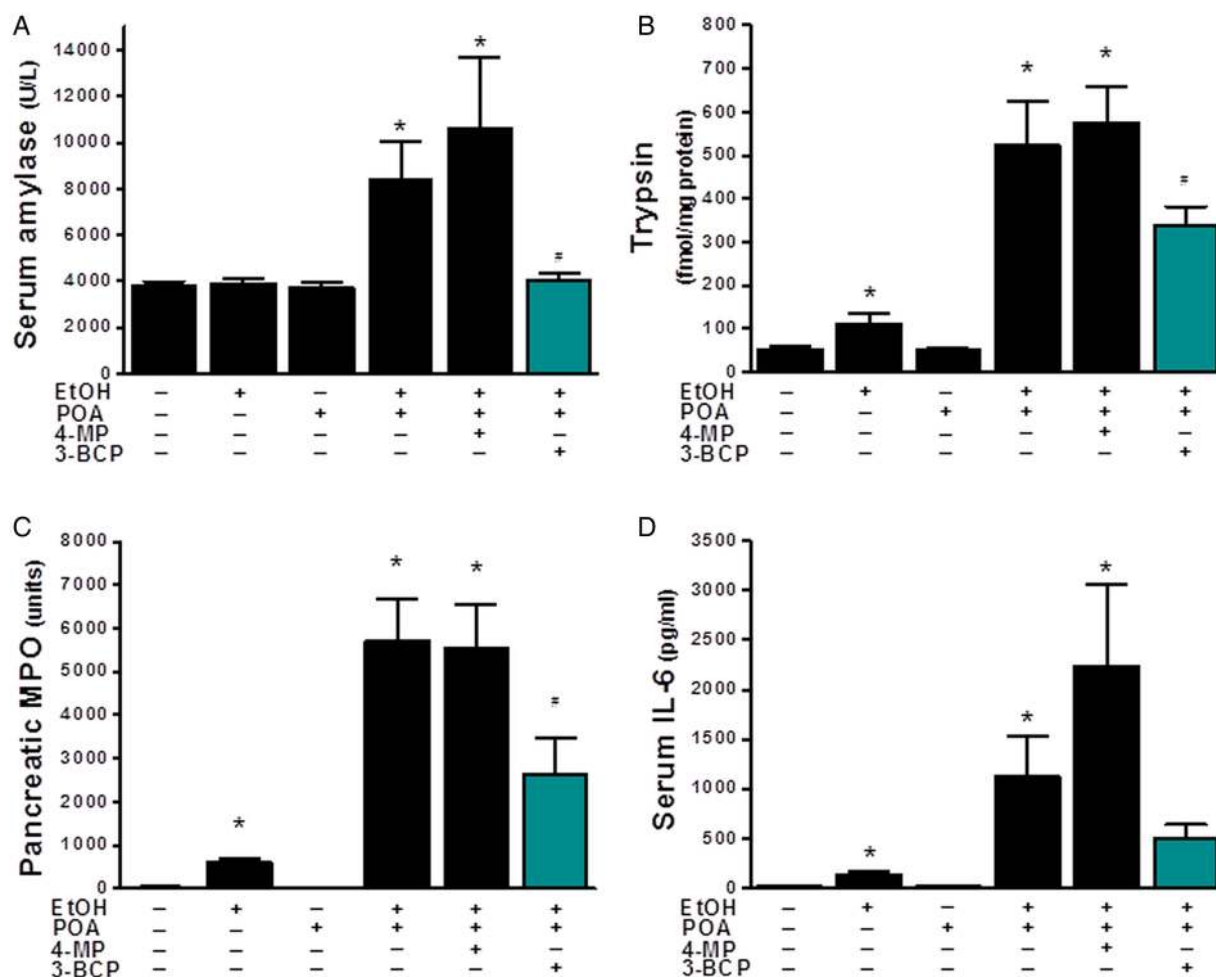 A
Serum amylase (U/L)
14000
12000
10000
8000
6000
4000
2000
0
* *
#
EtOH – + – + + +
POA – – + + + +
4-MP – – – – + –
3-BCP – – – – – +
B
Trypsin
(fmol/mg protein)
800
700
600
500
400
300
200
100
0
* * *
#
EtOH – + – + + +
POA – – + + + +
4-MP – – – – + –
3-BCP – – – – – +
C
Pancreatic MPO (units)
8000
7000
6000
5000
4000
3000
2000
1000
0
* * *
#
EtOH – + – + + +
POA – – + + + +
4-MP – – – – + –
3-BCP – – – – – +
D
Serum IL-6 (pg/ml)
3500
3000
2500
2000
1500
1000
500
0
* * *
EtOH – + – + + +
POA – – + + + +
4-MP – – – – + –
3-BCP – – – – – +